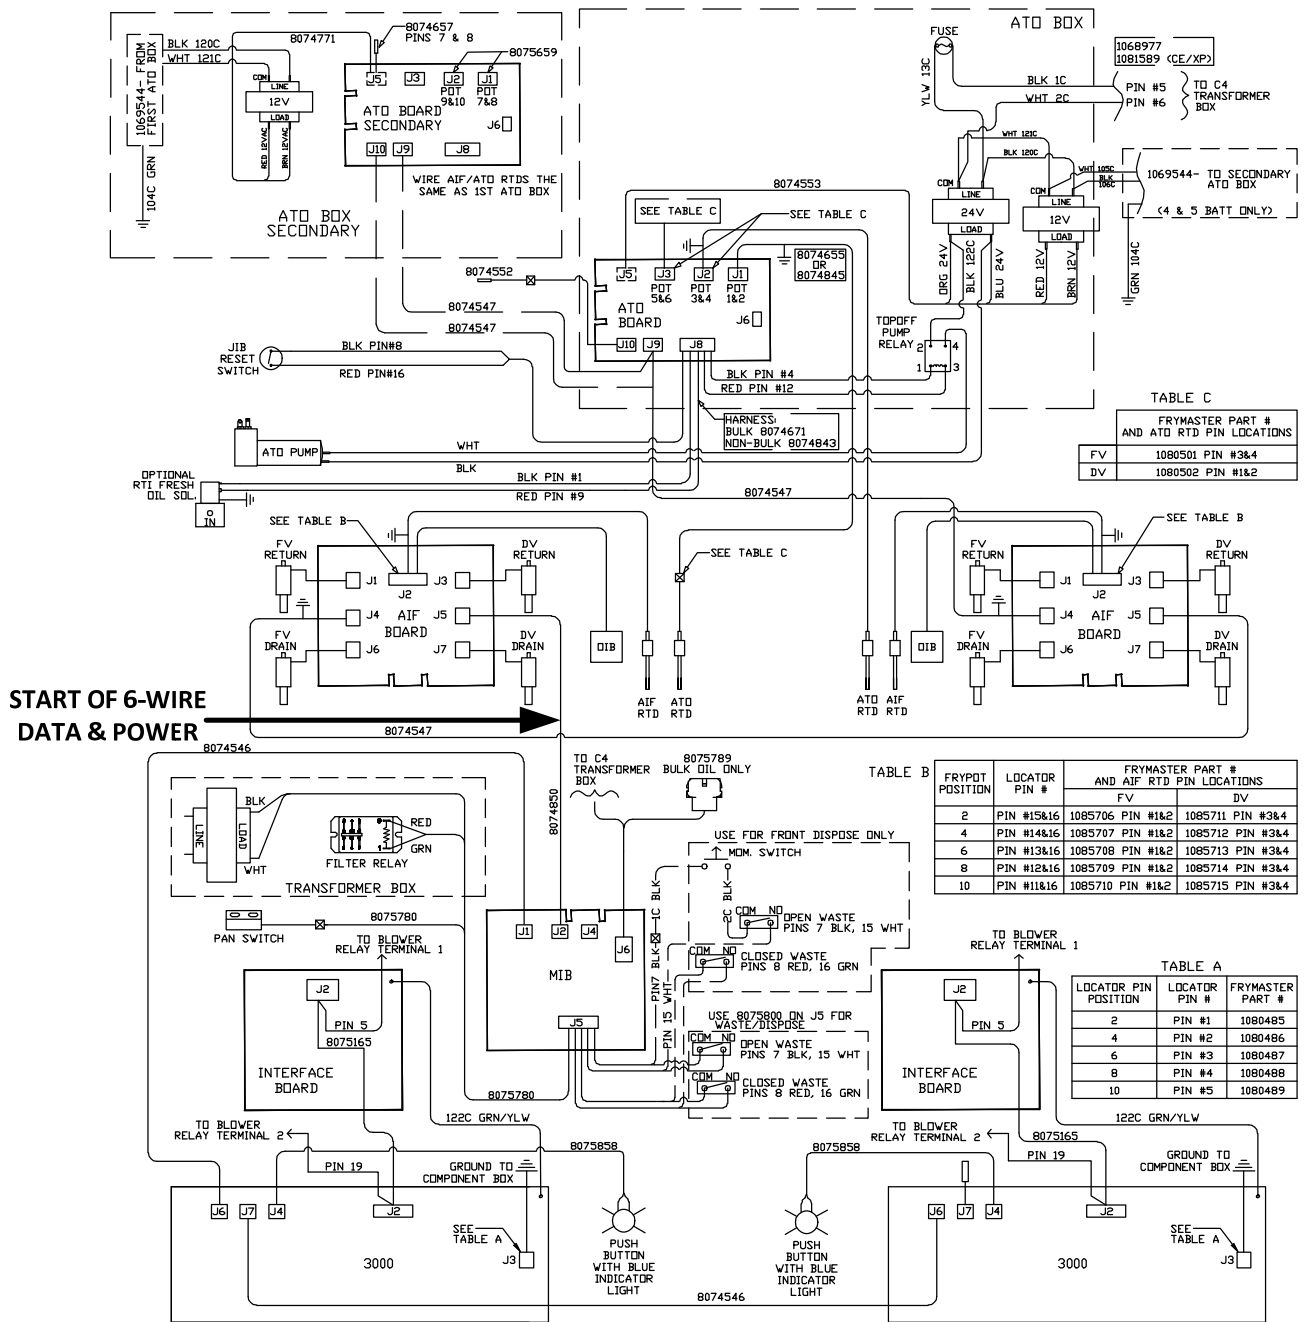 8074657
PINS 7 & 8
ATO BOX
FUSE
1068977
1081589 (CE/XP)
1069544- FROM
FIRST ATO BOX
BLK 120C
WHT 121C
8074771
8075659
J5
J3
J2
J1
POT
9&10
POT
7&8
COM
LINE
12V
LOAD
ATO BOARD
SECONDARY
J6
YLW 13C
BLK 1C
WHT 2C
PIN #5
PIN #6
TO C4
TRANSFORMER
BOX
RED 12VAC
BRN 12VAC
J10
J9
J8
WHT 121C
BLK 120C
WIRE AIF/ATO RTDS THE
SAME AS 1ST ATO BOX
104C GRN
8074553
COM
LINE
24V
LOAD
COM
LINE
12V
LOAD
WHT 105C
BLK
106C
1069544- TO SECONDARY
ATO BOX
(4 & 5 BATT ONLY)
ATO BOX
SECONDARY
SEE TABLE C
SEE TABLE C
8074655
OR
8074845
ORG 24V
BLK 122C
BLU 24V
RED 12V
BRN 12V
GRN 104C
8074552
J5
J3
J2
J1
POT
5&6
POT
3&4
POT
1&2
ATO
BOARD
J6
8074547
8074547
J10
J9
J8
TOPOFF
PUMP
RELAY
2
4
1
3
JIB
RESET
SWITCH
BLK PIN#8
RED PIN#16
BLK PIN #4
RED PIN #12
TABLE C
FRYMASTER PART #
AND ATO RTD PIN LOCATIONS
FV 1080501 PIN #3&4
DV 1080502 PIN #1&2
HARNESS:
BULK 8074671
NON-BULK 8074843
ATO PUMP
WHT
BLK
OPTIONAL
RTI FRESH
OIL SOL.
IN
BLK PIN #1
RED PIN #9
8074547
SEE TABLE B
FV
RETURN
DV
RETURN
J1
J2
J3
J4
AIF
BOARD
J5
J6
J7
FV
DRAIN
DV
DRAIN
OIB
SEE TABLE C
AIF
RTD
ATO
RTD
ATO
RTD
AIF
RTD
OIB
SEE TABLE B
FV
RETURN
DV
RETURN
J1
J2
J3
J4
AIF
BOARD
J5
J6
J7
FV
DRAIN
DV
DRAIN
START OF 6-WIRE
DATA & POWER
8074547
8074546
8074850
TO C4
TRANSFORMER
BOX
8075789
BULK OIL ONLY
TABLE B
FRYPOT
POSITION
LOCATOR
PIN #
FRYMASTER PART #
AND AIF RTD PIN LOCATIONS
FV DV
2 PIN #15&16 1085706 PIN #1&2 1085711 PIN #3&4
4 PIN #14&16 1085707 PIN #1&2 1085712 PIN #3&4
6 PIN #13&16 1085708 PIN #1&2 1085713 PIN #3&4
8 PIN #12&16 1085709 PIN #1&2 1085714 PIN #3&4
10 PIN #11&16 1085710 PIN #1&2 1085715 PIN #3&4
LINE
LOAD
BLK
WHT
RED
GRN
FILTER RELAY
TRANSFORMER BOX
USE FOR FRONT DISPOSE ONLY
MOM. SWITCH
1C BLK
2C BLK
COM NO
OPEN WASTE
PINS 7 BLK, 15 WHT
COM NO
CLOSED WASTE
PINS 8 RED, 16 GRN
PIN7 BLK
PIN 15 WHT
PAN SWITCH
8075780
J1
J2
J4
J6
MIB
J5
USE 8075800 ON J5 FOR
WASTE/DISPOSE
COM NO
OPEN WASTE
PINS 7 BLK, 15 WHT
COM NO
CLOSED WASTE
PINS 8 RED, 16 GRN
8075780
TO BLOWER
RELAY TERMINAL 1
J2
PIN 5
8075165
INTERFACE
BOARD
122C GRN/YLW
TO BLOWER
RELAY TERMINAL 1
J2
PIN 5
INTERFACE
BOARD
122C GRN/YLW
TABLE A
LOCATOR PIN
POSITION
LOCATOR
PIN #
FRYMASTER
PART #
2 PIN #1 1080485
4 PIN #2 1080486
6 PIN #3 1080487
8 PIN #4 1080488
10 PIN #5 1080489
TO BLOWER
RELAY TERMINAL 2
PIN 19
8075858
GROUND TO
COMPONENT BOX
J6
J7
J4
J2
SEE
TABLE A
J3
3000
PUSH
BUTTON
WITH BLUE
INDICATOR
LIGHT
8075858
PUSH
BUTTON
WITH BLUE
INDICATOR
LIGHT
TO BLOWER
RELAY TERMINAL 2
PIN 19
8075165
GROUND TO
COMPONENT BOX
J6
J7
J4
J2
SEE
TABLE A
J3
3000
8074546